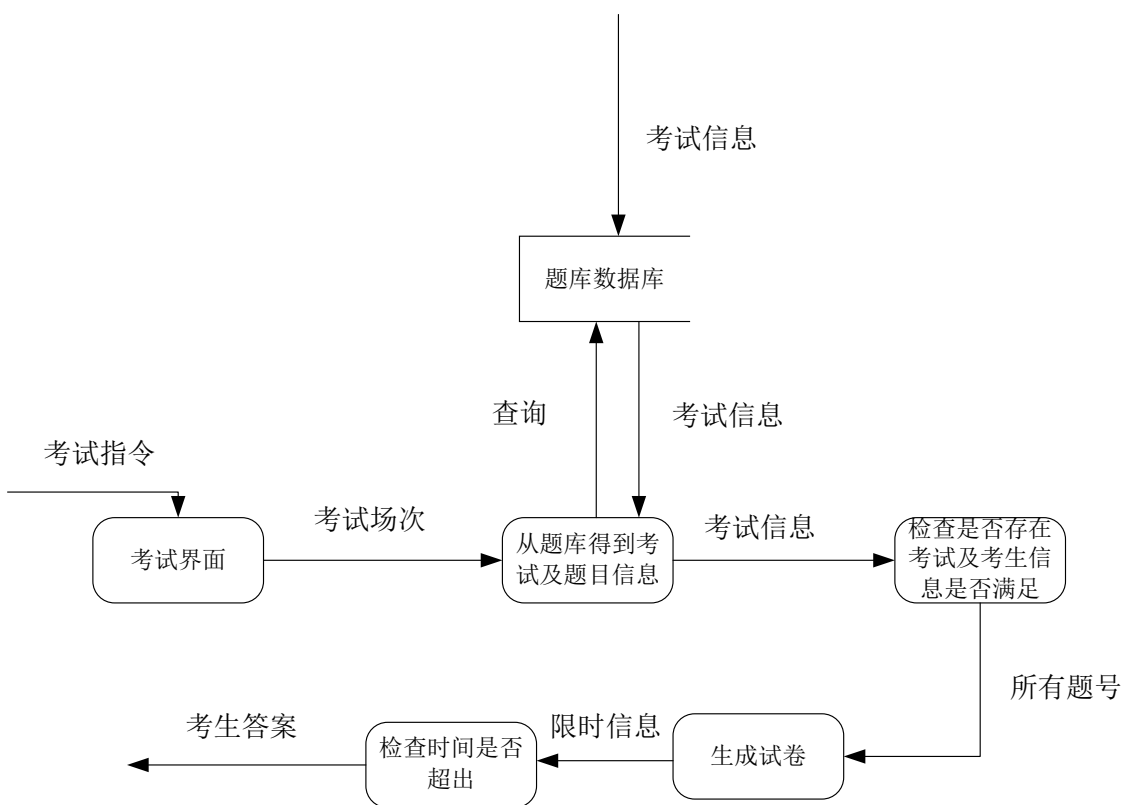 考试信息
题库数据库
查询
考试信息
考试指令
考试场次
考试信息
考试界面
从题库得到考
试及题目信息
检查是否存在
考试及考生信
息是否满足
所有题号
考生答案
限时信息
检查时间是否
超出
生成试卷